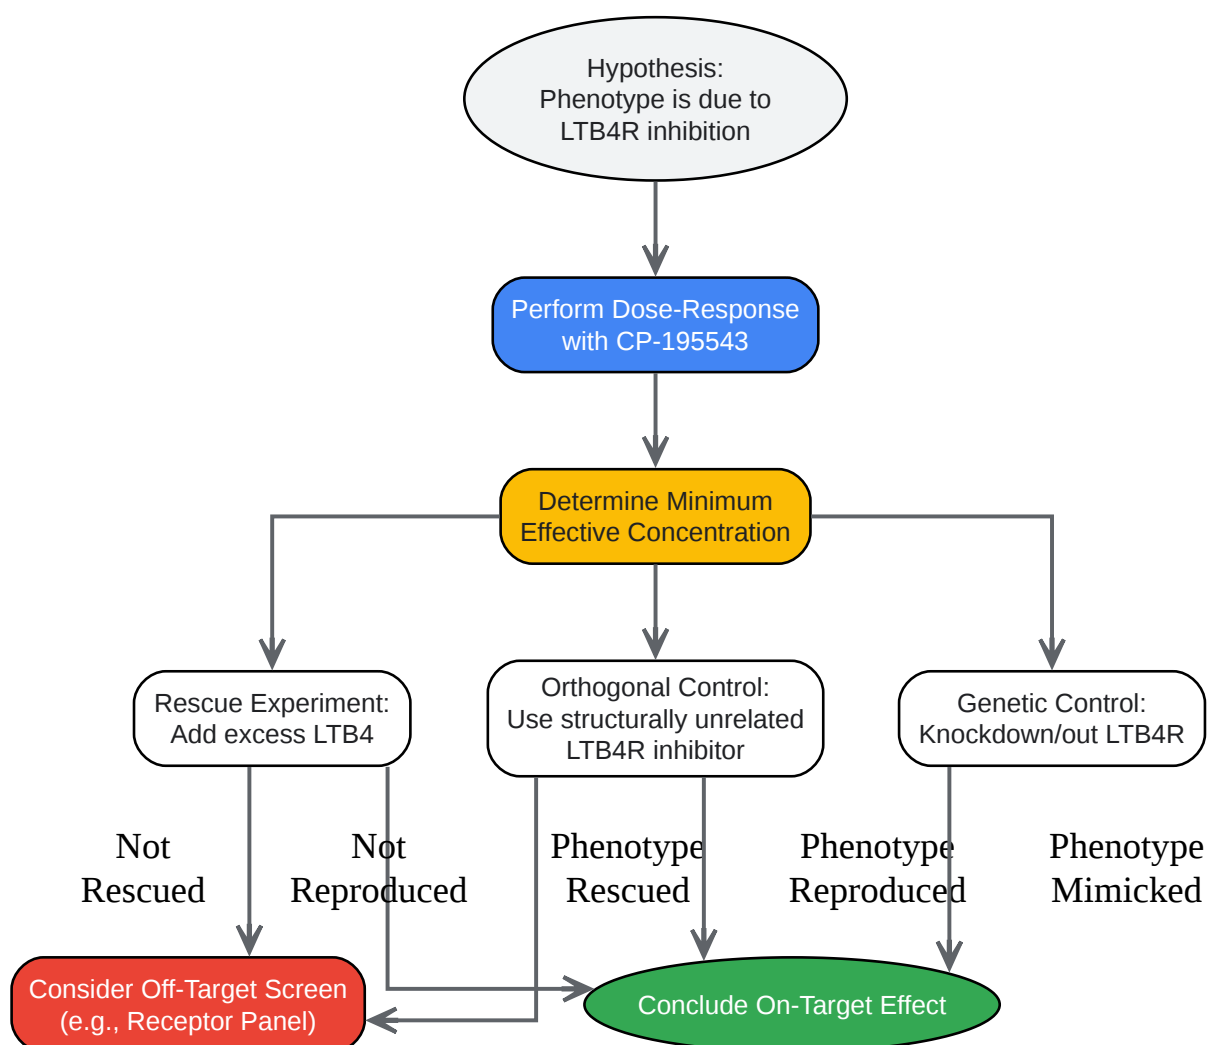 Hypothesis:
Phenotype is due to
LTB4R inhibition
Perform Dose-Response
with CP-195543
Determine Minimum
Effective Concentration
Rescue Experiment:
Add excess LTB4
Orthogonal Control:
Use structurally unrelated
LTB4R inhibitor
Genetic Control:
Knockdown/out LTB4R
Not
Rescued
Not
Reproduced
Phenotype
Rescued
Phenotype
Reproduced
Phenotype
Mimicked
Consider Off-Target Screen
(e.g., Receptor Panel)
Conclude On-Target Effect